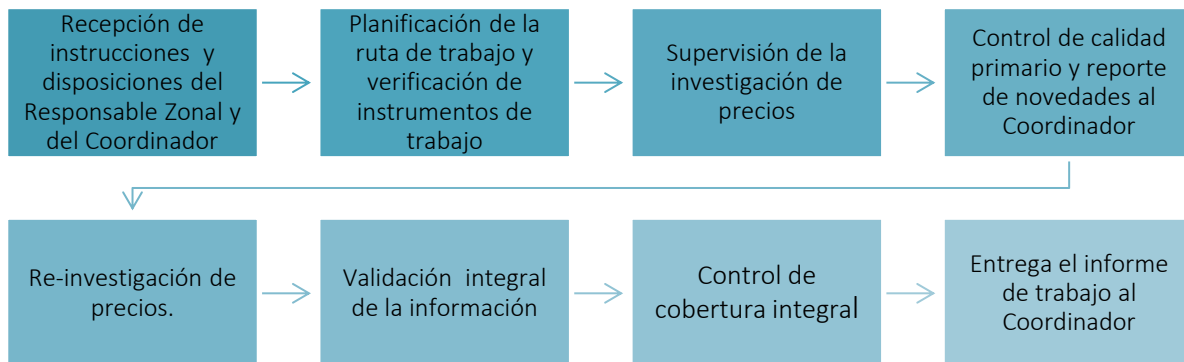 Recepción de
instrucciones y
disposiciones del
Responsable Zonal y
del Coordinador
Planificación de la
ruta de trabajo y
verificación de
instrumentos de
trabajo
Supervisión de la
investigación de
precios
Control de calidad
primario y reporte
de novedades al
Coordinador
Re-investigación de
precios.
Validación integral
de la información
Control de
cobertura integral
Entrega el informe
de trabajo al
Coordinador